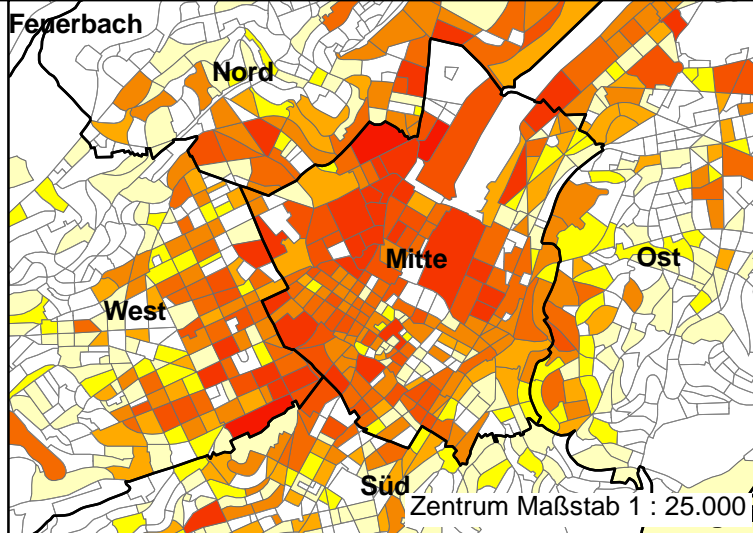 Feuerbach
Nord
Mitte
Ost
West
Süd
Zentrum Maßstab 1 : 25.000